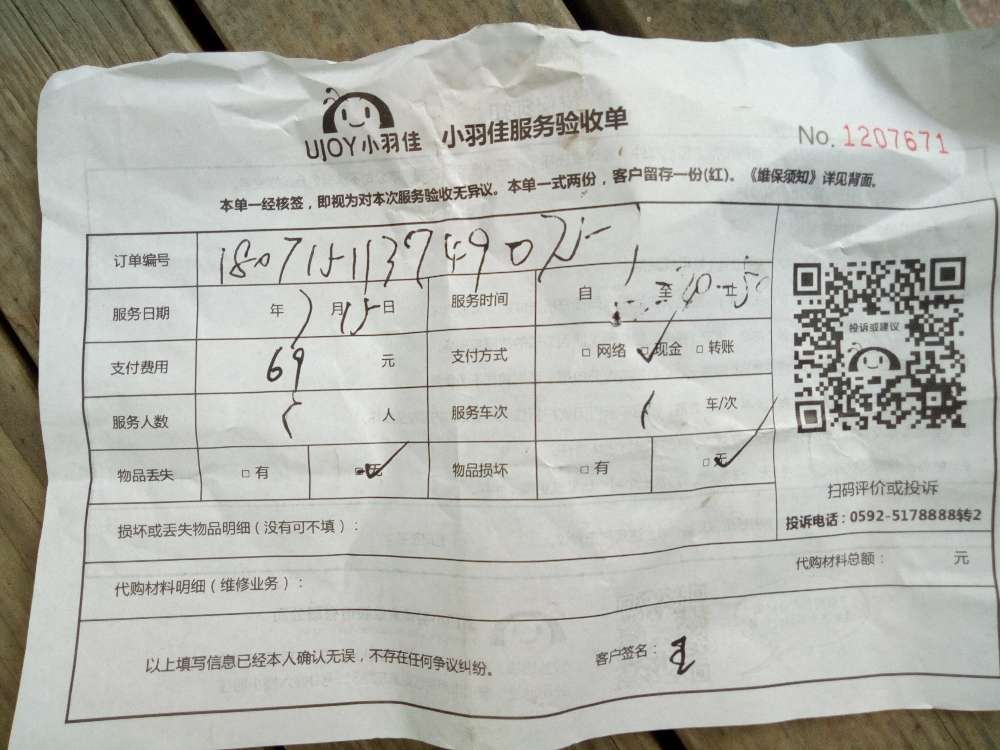 UJOY小羽佳 小羽佳服务验收单
No. 1207671
本单一经核签，即视为对本次服务验收无异议。本单一式两份，客户留存一份(红)。《维保须知》详见背面。
订单编号 1807151137490
服务日期 年 7月15日 服务时间 自 至
支付费用 69 元 支付方式 □ 网络 □ 现金 □ 转账
服务人数 1 人 服务车次 1 车/次
物品丢失 □ 有 □ 无 物品损坏 □ 有 □ 无
投诉或建议
扫码评价或投诉
投诉电话：0592-5178888转2
损坏或丢失物品明细（没有可不填）：
代购材料明细（维修业务）： 代购材料总额： 元
以上填写信息已经本人确认无误，不存在任何争议纠纷。 客户签名：